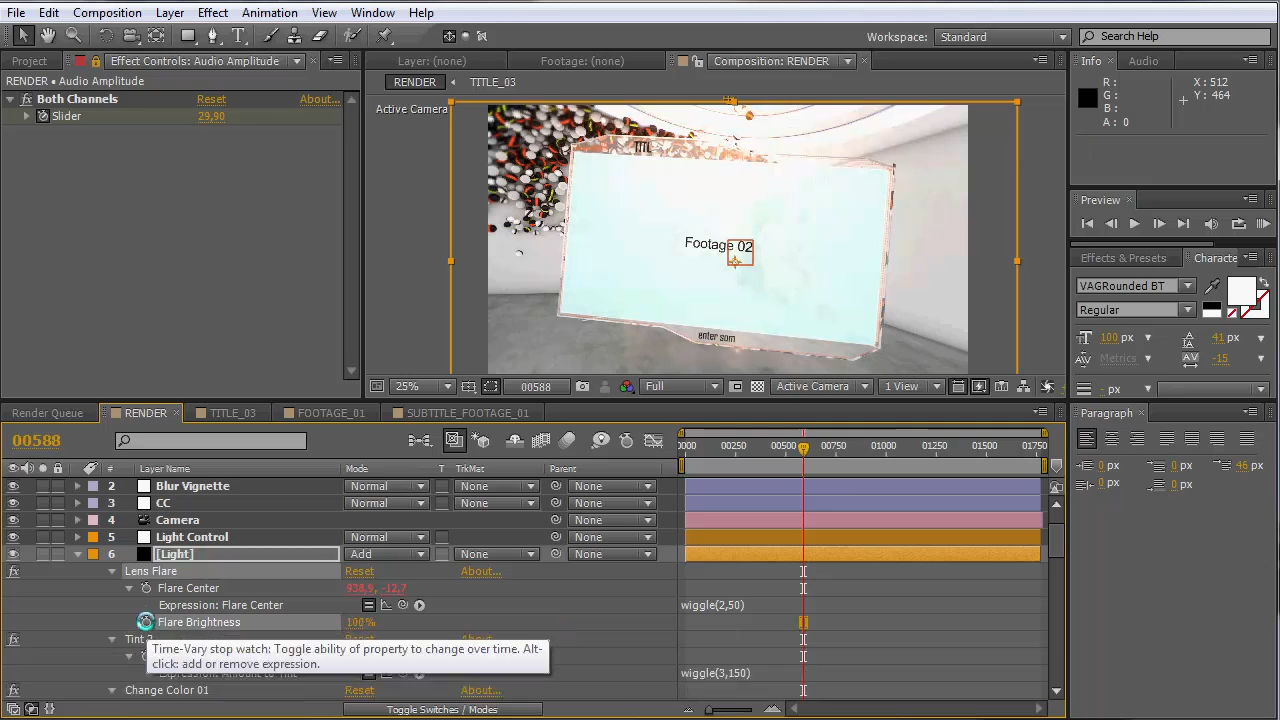 File Edit Composition Layer Effect Animation View Window Help
Workspace: Standard Search Help
Project Effect Controls: Audio Amplitude
Layer: (none) Footage: (none) Composition: RENDER
Info Audio
RENDER • Audio Amplitude
RENDER TITLE_03
Both Channels Reset About...
Slider 29,90
Active Camera
R: X: 512
G: Y: 464
B:
A: 0
TITL
Footage 02
enter som
Preview
Effects & Presets Characte
VAGRounded BT
Regular
100 px 41 px
Metrics -15
- px
25% 00588 Full Active Camera 1 View
Render Queue RENDER TITLE_03 FOOTAGE_01 SUBTITLE_FOOTAGE_01
Paragraph
00588
0000 00250 00500 00750 01000 01250 01500 01750
# Layer Name Mode T TrkMat Parent
0 px 0 px 46 px
0 px 0 px
2 Blur Vignette Normal None None
3 CC Normal None None
4 Camera None
5 Light Control Normal None
6 [Light] Add None None
Lens Flare Reset About...
Flare Center 938,9, -12,7
Expression: Flare Center wiggle(2,50)
Flare Brightness 100%
Tint 2
Time-Vary stop watch: Toggle ability of property to change over time. Alt-
click: add or remove expression.
Expression: Amount to Tint wiggle(3,150)
Change Color 01 Reset About...
Toggle Switches / Modes